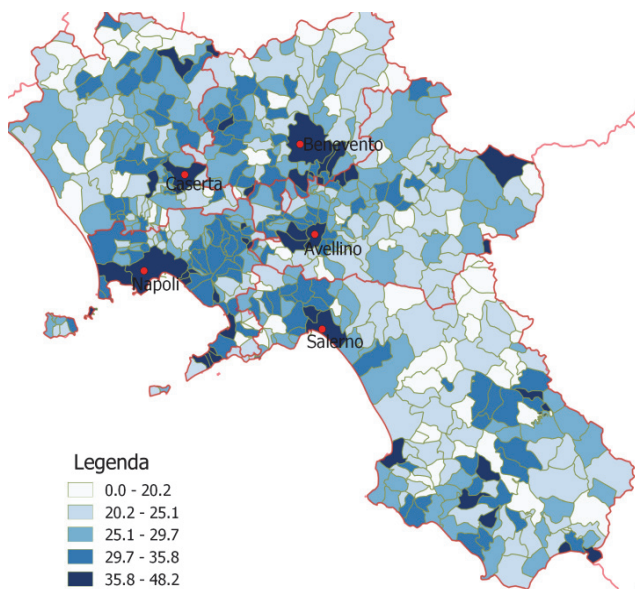 Benevento
Caserta
Avellino
Napoli
Salerno
Legenda
0.0 - 20.2
20.2 - 25.1
25.1 - 29.7
29.7 - 35.8
35.8 - 48.2